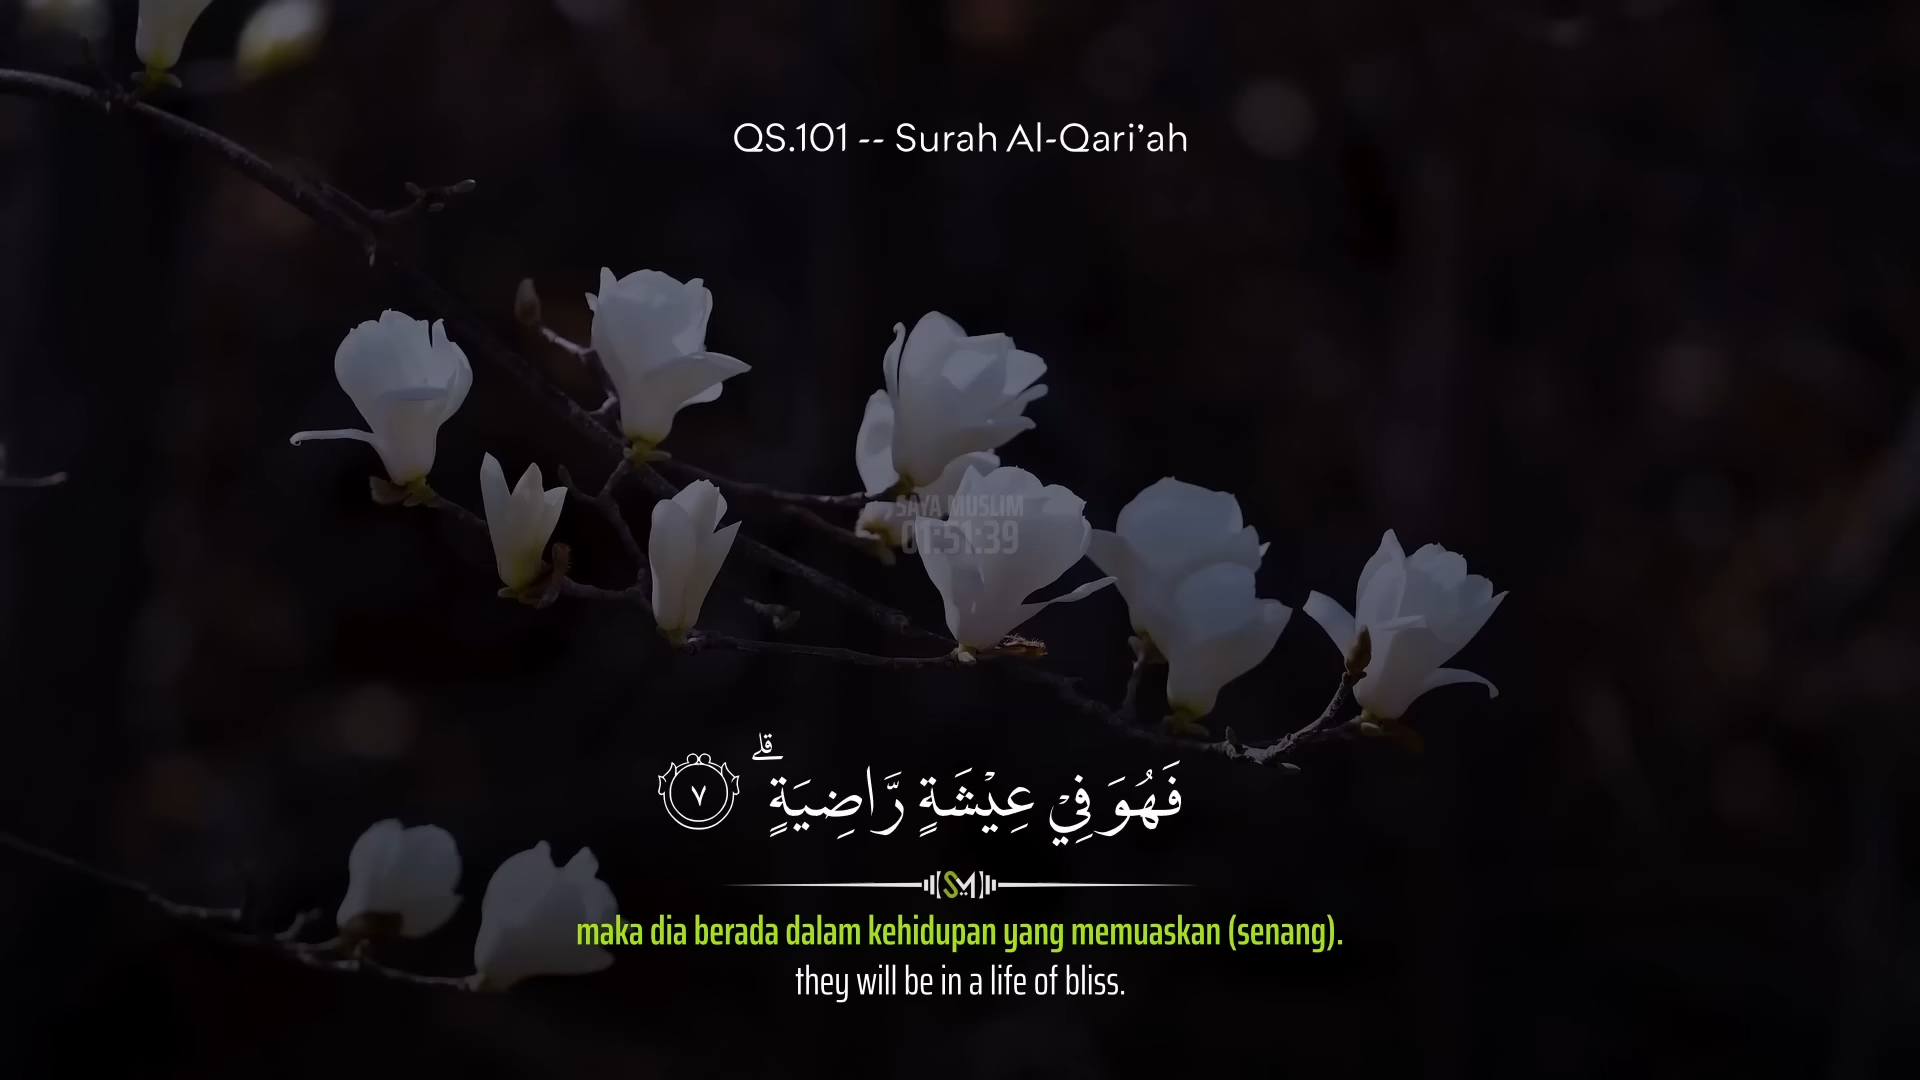 QS.101 -- Surah Al-Qari’ah
SAYA MUSLIM
01:51:39
فَهُوَ فِيْ عِيْشَةٍ رَّاضِيَةٍ ۗ ٧
SM
maka dia berada dalam kehidupan yang memuaskan (senang).
they will be in a life of bliss.